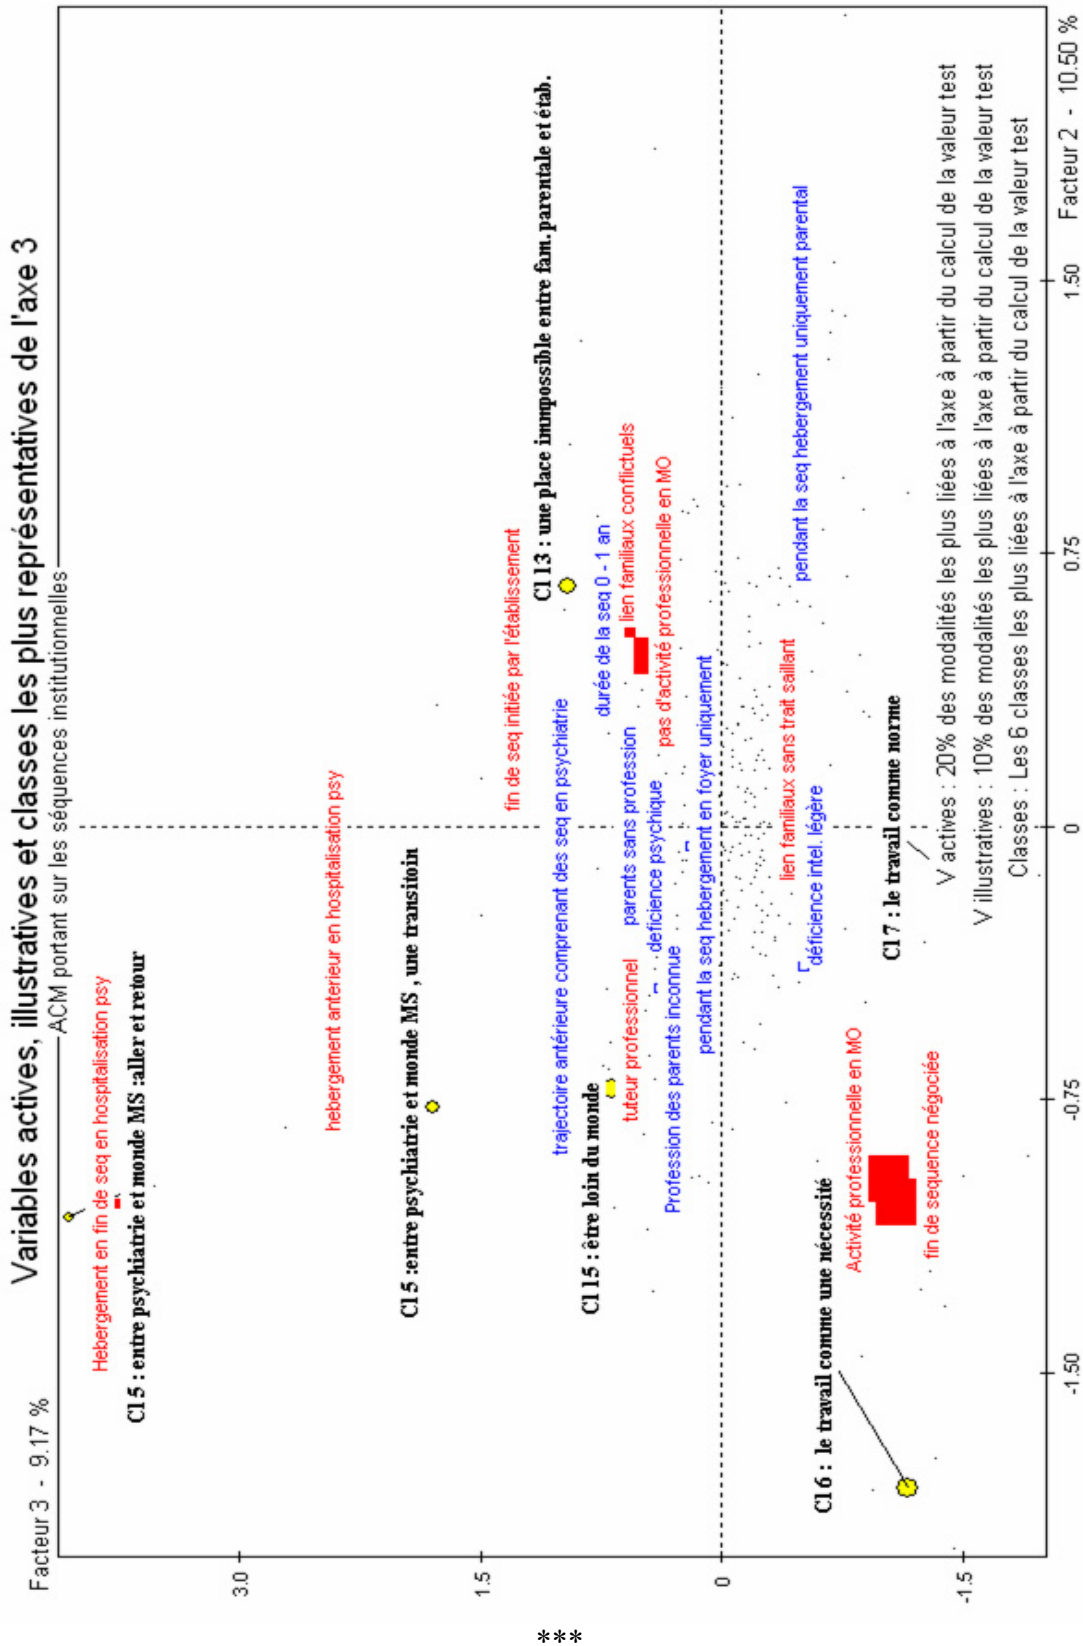 Variables actives, illustratives et classes les plus représentatives de l'axe 3
ACM portant sur les séquences institutionnelles
Facteur 3 - 9.17 %
Hebergement en fin de seq en hospitalisation psy
Cl 5 : entre psychiatrie et monde MS :aller et retour
3.0
hebergement anterieur en hospitalisation psy
Cl 5 :entre psychiatrie et monde MS , une transitoin
1.5
fin de seq initiée par l'établissement
Cl 13 : une place immpossible entre fam. parentale et étab.
trajectoire antérieure comprenant des seq en psychiatrie
durée de la seq 0 - 1 an
Cl 15 : être loin du monde
tuteur professionnel
parents sans profession
lien familiaux conflictuels
déficience psychique
pas d'activité professionnelle en MO
Profession des parents inconnue
pendant la seq hebergement en foyer uniquement
0
lien familiaux sans trait saillant
pendant la seq hebergement uniquement parental
déficience intel. légère
Cl 6 : le travail comme une nécessité
Activité professionnelle en MO
Cl 7 : le travail comme norme
fin de sequence négociée
-1.5
V actives : 20% des modalités les plus liées à l'axe à partir du calcul de la valeur test
V illustratives : 10% des modalités les plus liées à l'axe à partir du calcul de la valeur test
Classes : Les 6 classes les plus liées à l'axe à partir du calcul de la valeur test
-1.50
-0.75
0
0.75
1.50
Facteur 2 - 10.50 %
***